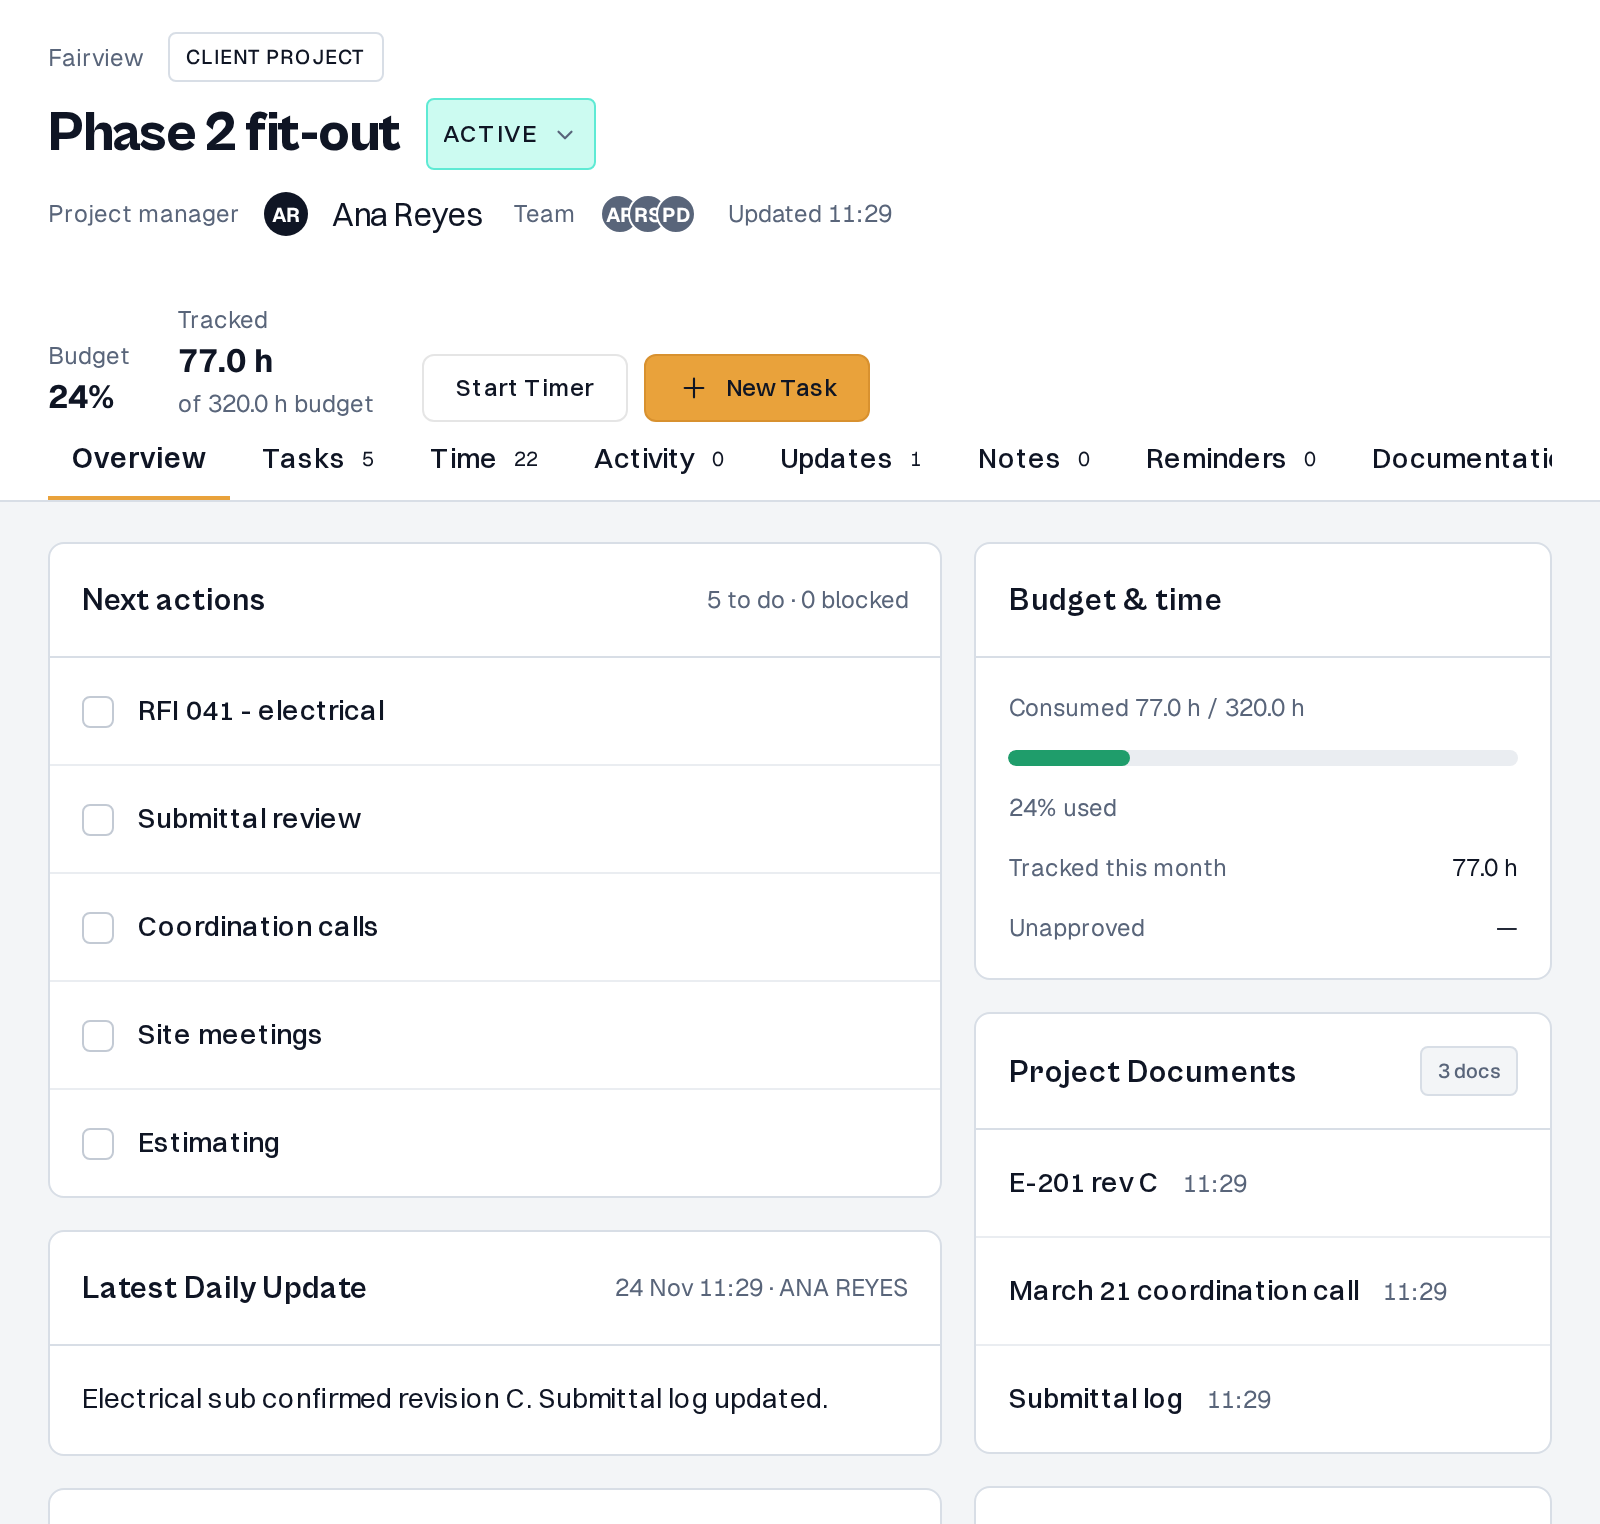 Fairview CLIENT PROJECT
Phase 2 fit-out ACTIVE
Project manager AR Ana Reyes Team AR RS PD Updated 11:29
Budget
24%
Tracked
77.0 h
of 320.0 h budget
Start Timer
New Task
Overview Tasks 5 Time 22 Activity 0 Updates 1 Notes 0 Reminders 0 Documentatic
Next actions 5 to do · 0 blocked
RFI 041 - electrical
Submittal review
Coordination calls
Site meetings
Estimating
Latest Daily Update 24 Nov 11:29 · ANA REYES
Electrical sub confirmed revision C. Submittal log updated.
Budget & time
Consumed 77.0 h / 320.0 h
24% used
Tracked this month 77.0 h
Unapproved —
Project Documents 3 docs
E-201 rev C 11:29
March 21 coordination call 11:29
Submittal log 11:29